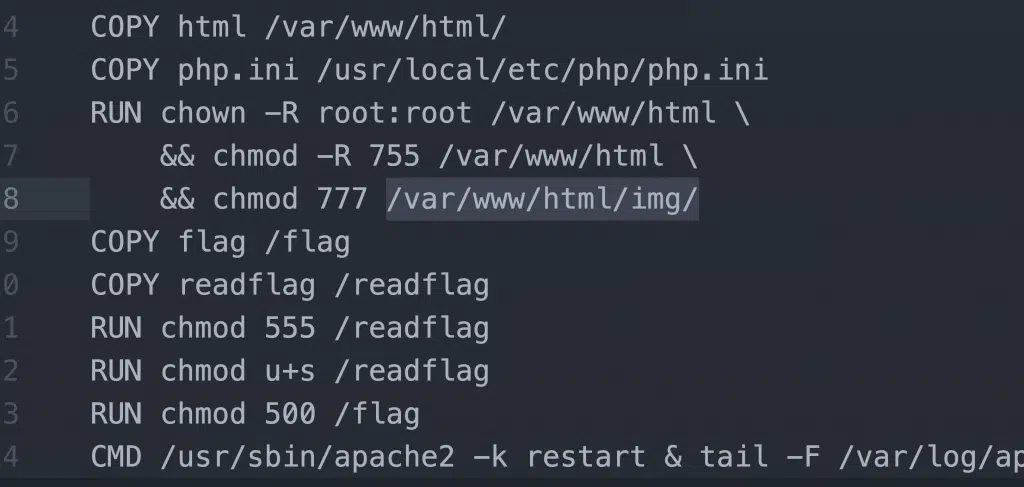 4 COPY html /var/www/html/
5 COPY php.ini /usr/local/etc/php/php.ini
6 RUN chown -R root:root /var/www/html \
7 && chmod -R 755 /var/www/html \
8 && chmod 777 /var/www/html/img/
9 COPY flag /flag
0 COPY readflag /readflag
1 RUN chmod 555 /readflag
2 RUN chmod u+s /readflag
3 RUN chmod 500 /flag
4 CMD /usr/sbin/apache2 -k restart & tail -F /var/log/ap